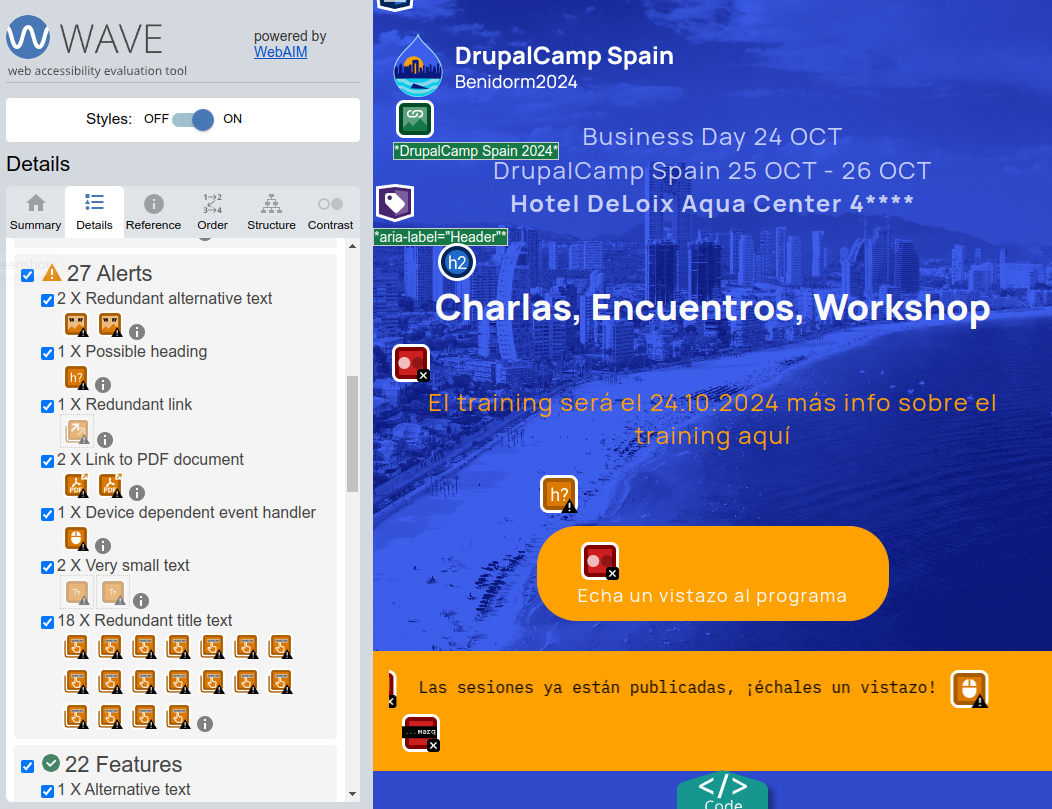 WAVE
web accessibility evaluation tool
powered by
WebAIM
Styles: OFF ON
Details
Summary Details Reference Order Structure Contrast
27 Alerts
2 X Redundant alternative text
1 X Possible heading
h?
1 X Redundant link
2 X Link to PDF document
PDF PDF
1 X Device dependent event handler
2 X Very small text
Tr Tr
18 X Redundant title text
22 Features
1 X Alternative text
DrupalCamp Spain
Benidorm2024
*DrupalCamp Spain 2024*
Business Day 24 OCT
DrupalCamp Spain 25 OCT - 26 OCT
Hotel DeLoix Aqua Center 4****
*aria-label="Header"*
h2
Charlas, Encuentros, Workshop
El training será el 24.10.2024 más info sobre el
training aquí
h?
Echa un vistazo al programa
Las sesiones ya están publicadas, ¡échales un vistazo!
...marq
</>
Code